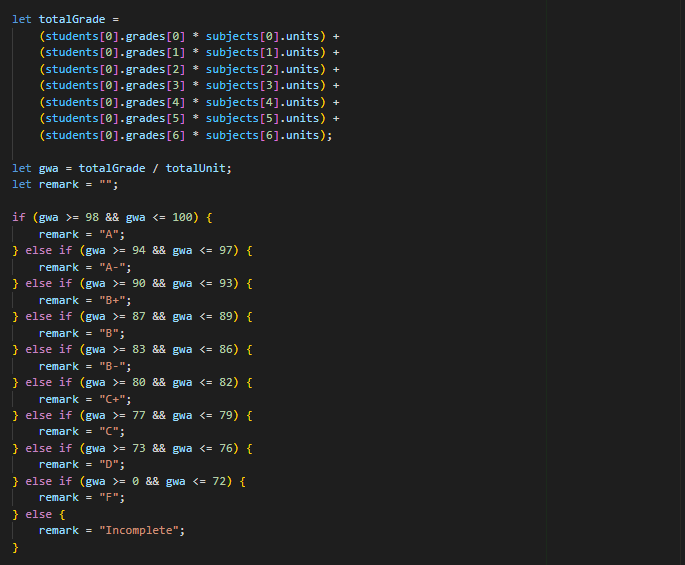 let totalGrade =
    (students[0].grades[0] * subjects[0].units) +
    (students[0].grades[1] * subjects[1].units) +
    (students[0].grades[2] * subjects[2].units) +
    (students[0].grades[3] * subjects[3].units) +
    (students[0].grades[4] * subjects[4].units) +
    (students[0].grades[5] * subjects[5].units) +
    (students[0].grades[6] * subjects[6].units);

let gwa = totalGrade / totalUnit;
let remark = "";

if (gwa >= 98 && gwa <= 100) {
    remark = "A";
} else if (gwa >= 94 && gwa <= 97) {
    remark = "A-";
} else if (gwa >= 90 && gwa <= 93) {
    remark = "B+";
} else if (gwa >= 87 && gwa <= 89) {
    remark = "B";
} else if (gwa >= 83 && gwa <= 86) {
    remark = "B-";
} else if (gwa >= 80 && gwa <= 82) {
    remark = "C+";
} else if (gwa >= 77 && gwa <= 79) {
    remark = "C";
} else if (gwa >= 73 && gwa <= 76) {
    remark = "D";
} else if (gwa >= 0 && gwa <= 72) {
    remark = "F";
} else {
    remark = "Incomplete";
}